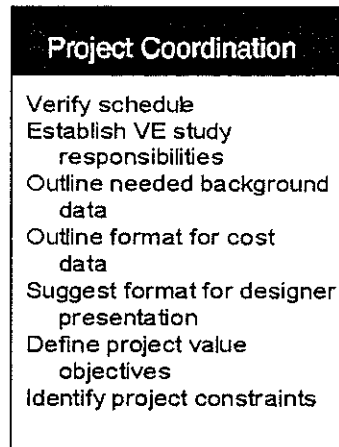 Project Coordination
Verify schedule
Establish VE study
responsibilities
Outline needed background
data
Outline format for cost
data
Suggest format for designer
presentation
Define project value
objectives
Identify project constraints